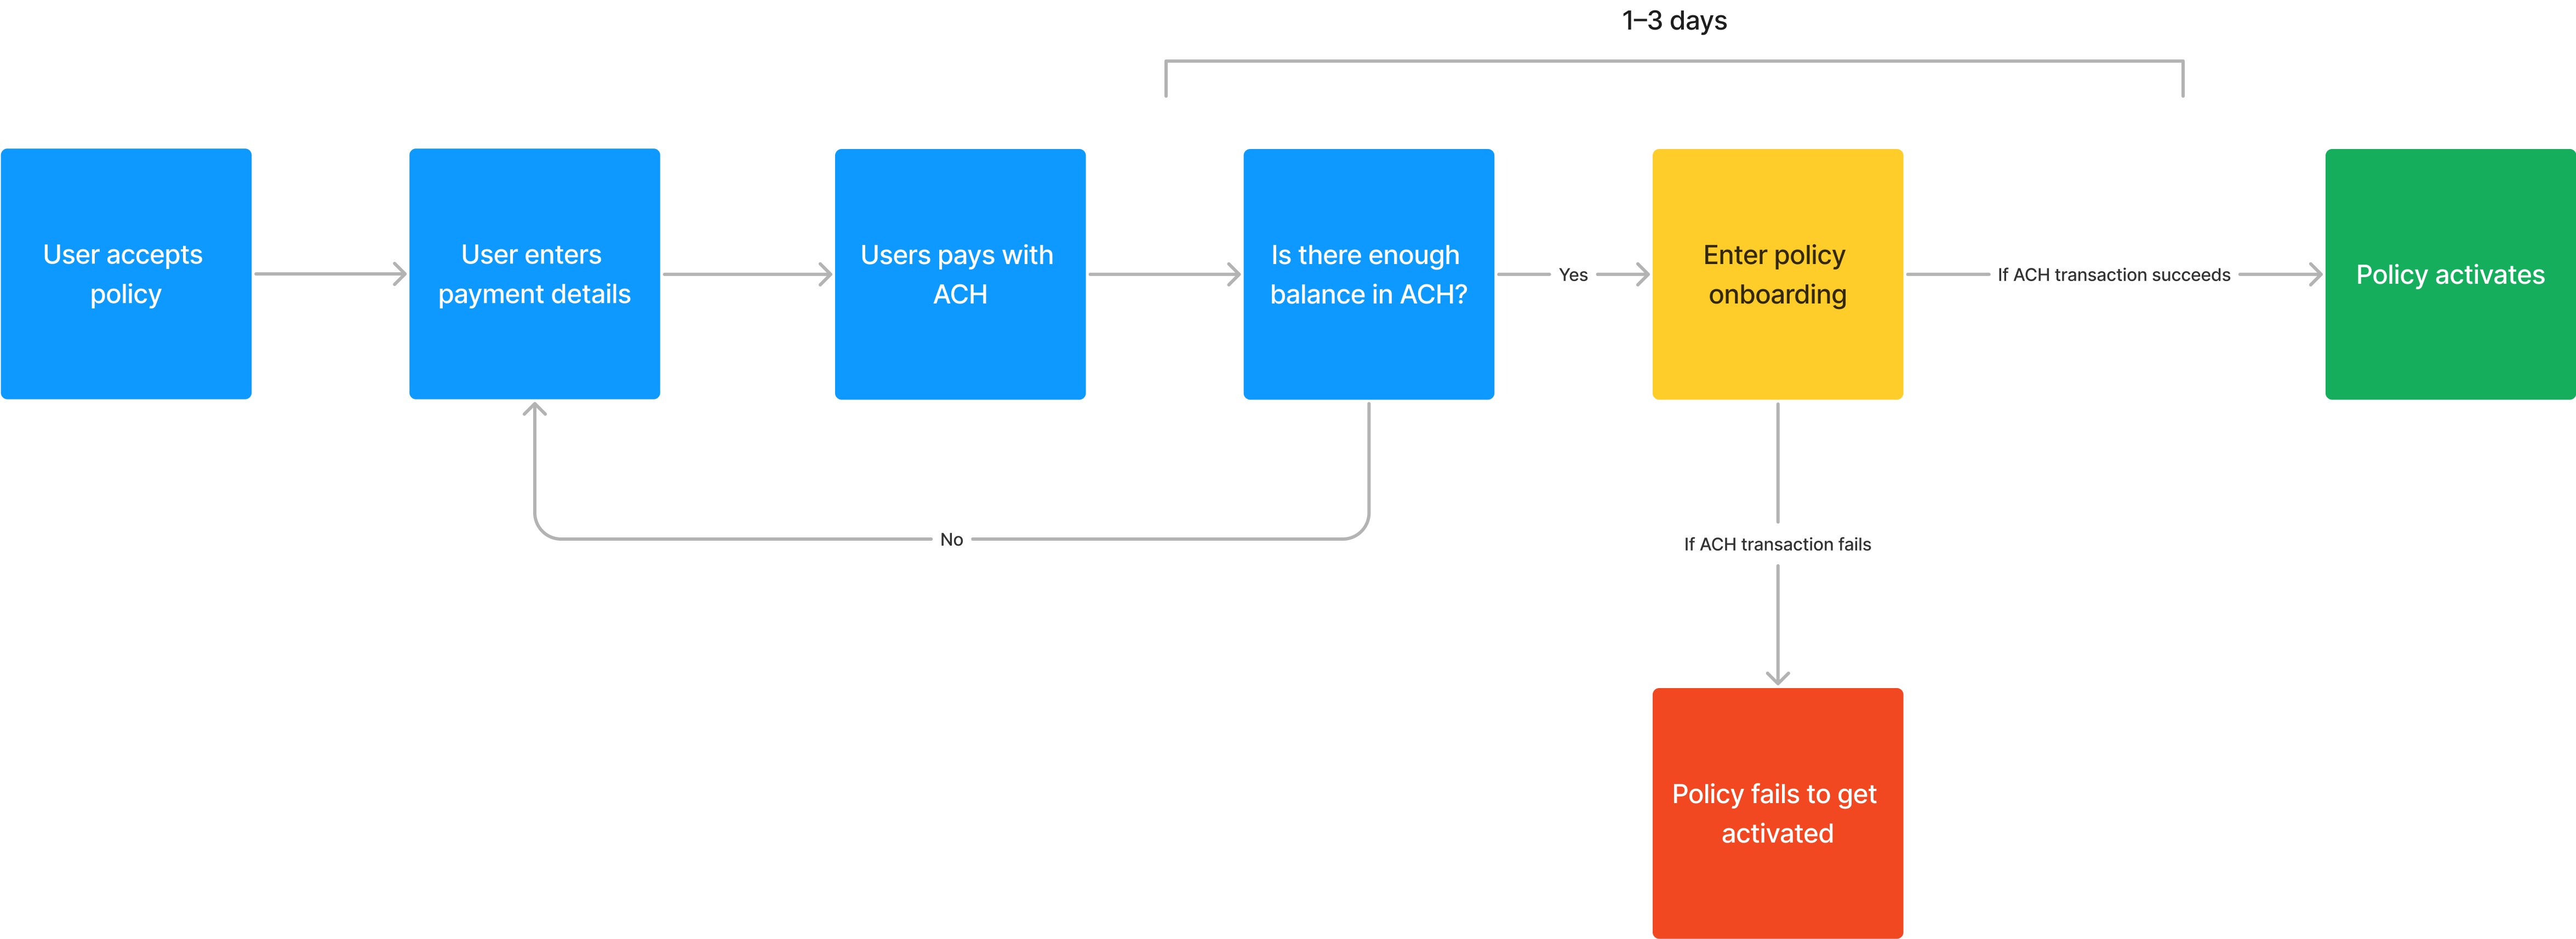 1–3 days
User accepts
policy
User enters
payment details
Users pays with
ACH
Is there enough
balance in ACH?
Yes
Enter policy
onboarding
If ACH transaction succeeds
Policy activates
No
If ACH transaction fails
Policy fails to get
activated